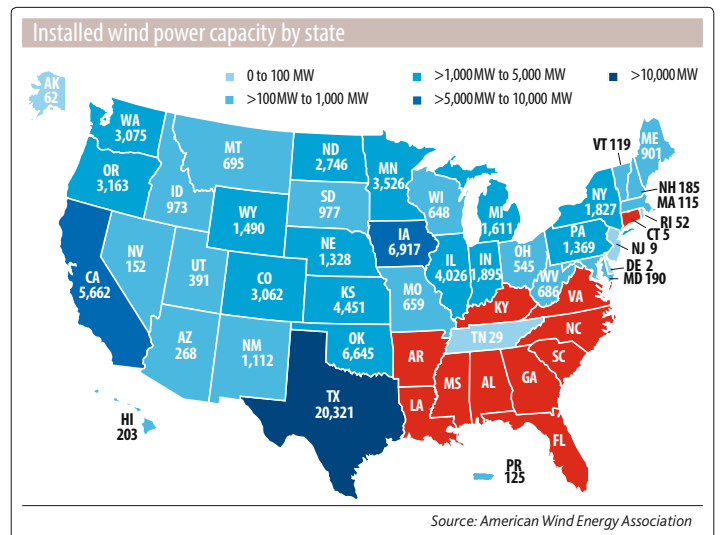 Installed wind power capacity by state
0 to 100 MW
>1,000MW to 5,000 MW
>10,000MW
>100MW to 1,000 MW
>5,000MW to 10,000 MW
AK
62
WA
3,075
OR
3,163
CA
5,662
NV
152
ID
973
MT
695
WY
1,490
UT
391
AZ
268
CO
3,062
NM
1,112
ND
2,746
SD
977
NE
1,328
KS
4,451
OK
6,645
TX
20,321
MN
3,526
IA
6,917
MO
659
AR
LA
WI
648
IL
4,026
MI
1,611
IN
1,895
OH
545
KY
TN 29
MS
AL
GA
FL
SC
NC
VA
WV
686
PA
1,369
NY
1,827
VT 119
ME
901
NH 185
MA 115
RI 52
CT 5
NJ 9
DE 2
MD 190
HI
203
PR
125
Source: American Wind Energy Association